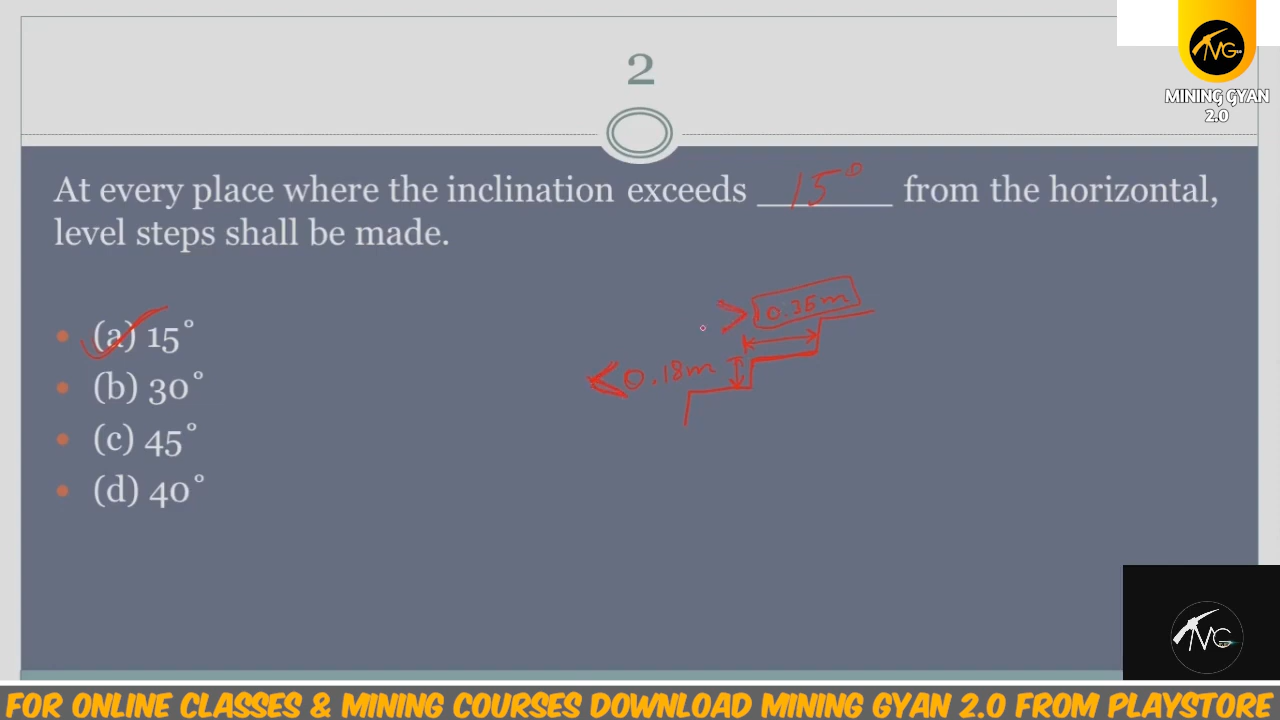 2
MINING GYAN
2.0
At every place where the inclination exceeds 15° from the horizontal,
level steps shall be made.
(a) 15°
(b) 30°
(c) 45°
(d) 40°
> 0.35m
<0.18m
FOR ONLINE CLASSES & MINING COURSES DOWNLOAD MINING GYAN 2.0 FROM PLAYSTORE